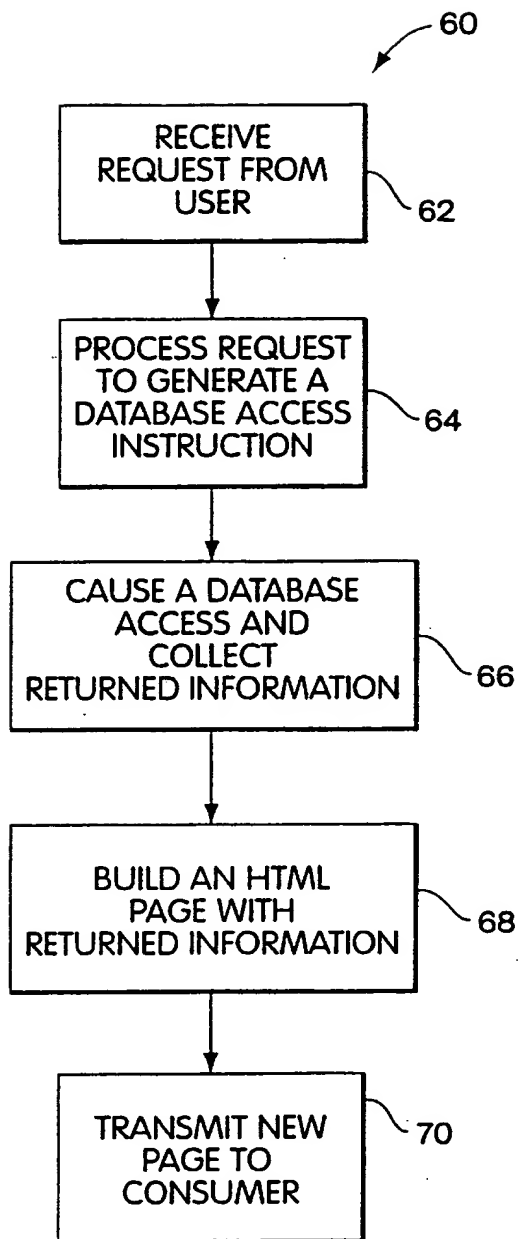 60
RECEIVE
REQUEST FROM
USER
62
PROCESS REQUEST
TO GENERATE A
DATABASE ACCESS
INSTRUCTION
64
CAUSE A DATABASE
ACCESS AND
COLLECT
RETURNED INFORMATION
66
BUILD AN HTML
PAGE WITH
RETURNED INFORMATION
68
TRANSMIT NEW
PAGE TO
CONSUMER
70